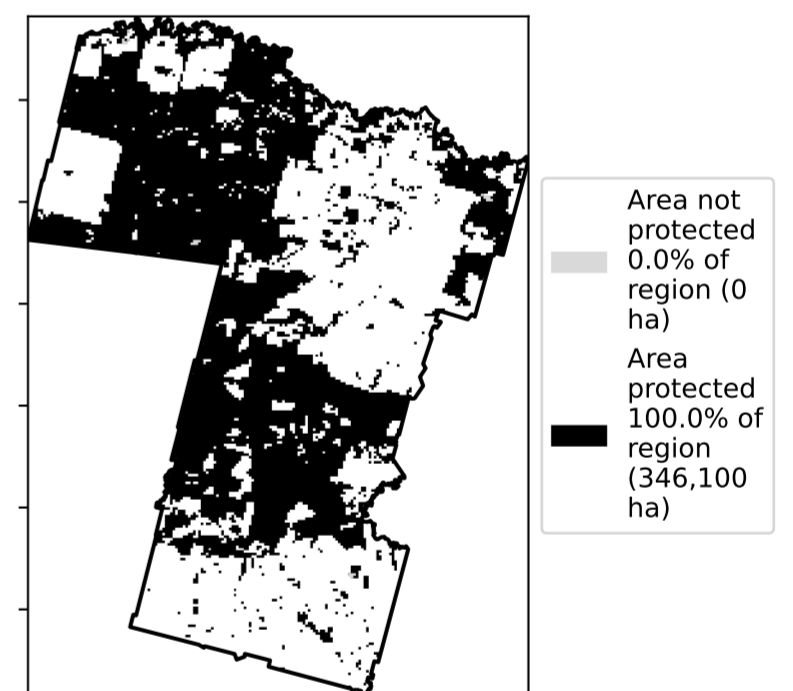 Area not
protected
0.0% of
region (0
ha)
Area
protected
100.0% of
region
(346,100
ha)